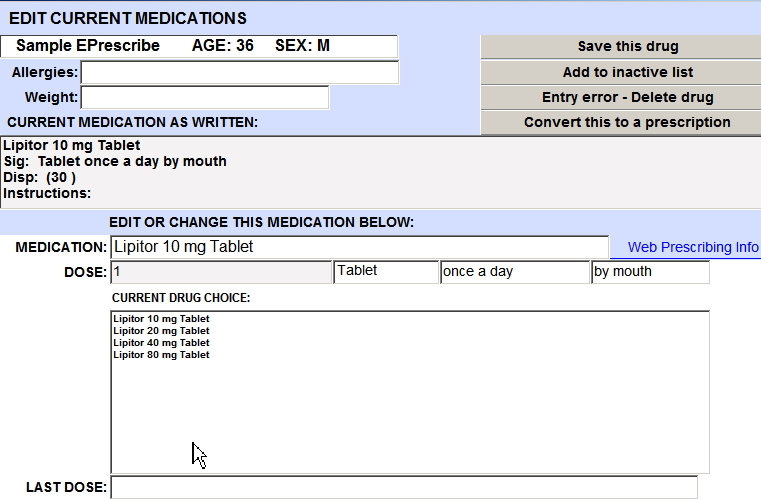 EDIT CURRENT MEDICATIONS
Sample EPrescribe AGE: 36 SEX: M
Save this drug
Allergies:
Add to inactive list
Weight:
Entry error - Delete drug
CURRENT MEDICATION AS WRITTEN:
Convert this to a prescription
Lipitor 10 mg Tablet
Sig: Tablet once a day by mouth
Disp: (30 )
Instructions:
EDIT OR CHANGE THIS MEDICATION BELOW:
MEDICATION: Lipitor 10 mg Tablet Web Prescribing Info
DOSE: 1 Tablet once a day by mouth
CURRENT DRUG CHOICE:
Lipitor 10 mg Tablet
Lipitor 20 mg Tablet
Lipitor 40 mg Tablet
Lipitor 80 mg Tablet
LAST DOSE: